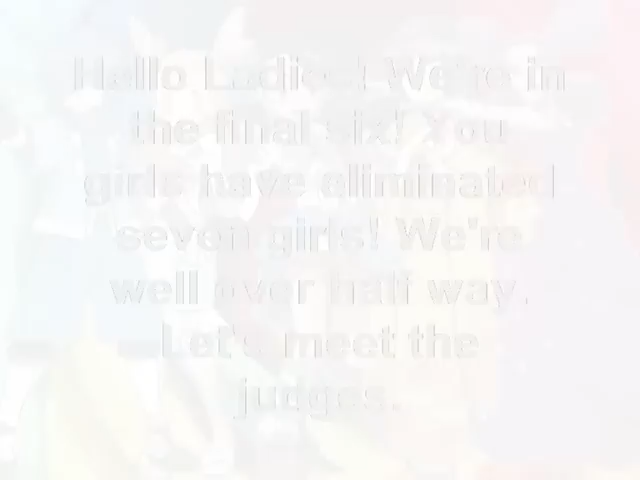 Hello Ladies! We're in
the final six! You
girls have eliminated
seven girls! We're
well over half way.
Let's meet the
judges.